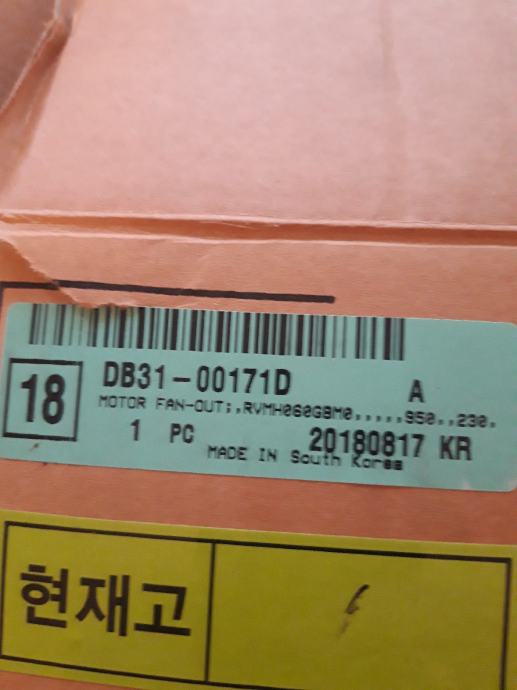 18
DB31-00171D A
MOTOR FAN-OUT;,RVMH060GBM0,,,,,950,,230,
1 PC 20180817 KR
MADE IN South Korea
현재고